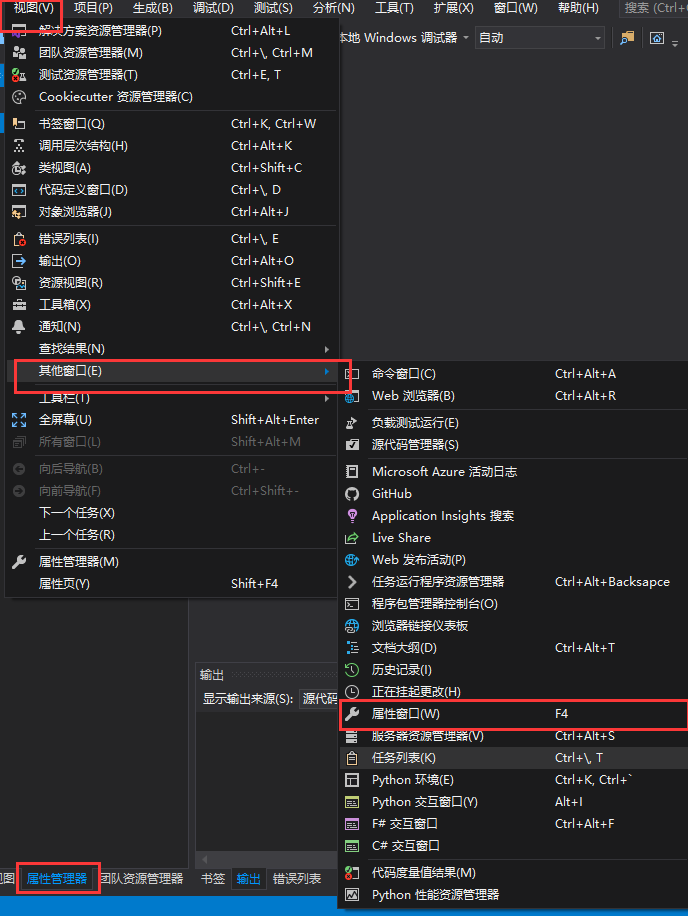 视图(V) 项目(P) 生成(B) 调试(D) 测试(S) 分析(N) 工具(T) 扩展(X) 窗口(W) 帮助(H) 搜索 (Ctrl+
本地 Windows 调试器 自动
解决方案资源管理器(P) Ctrl+Alt+L
团队资源管理器(M) Ctrl+\, Ctrl+M
测试资源管理器(T) Ctrl+E, T
Cookiecutter 资源管理器(C)
书签窗口(Q) Ctrl+K, Ctrl+W
调用层次结构(H) Ctrl+Alt+K
类视图(A) Ctrl+Shift+C
代码定义窗口(D) Ctrl+\, D
对象浏览器(J) Ctrl+Alt+J
错误列表(I) Ctrl+\, E
输出(O) Ctrl+Alt+O
资源视图(R) Ctrl+Shift+E
工具箱(X) Ctrl+Alt+X
通知(N) Ctrl+\, Ctrl+N
查找结果(N)
其他窗口(E)
工具栏(T)
全屏幕(U) Shift+Alt+Enter
所有窗口(L) Shift+Alt+M
向后导航(B) Ctrl+-
向前导航(F) Ctrl+Shift+-
下一个任务(X)
上一个任务(R)
属性管理器(M)
属性页(Y) Shift+F4
命令窗口(C) Ctrl+Alt+A
Web 浏览器(B) Ctrl+Alt+R
负载测试运行(E)
源代码管理器(S)
Microsoft Azure 活动日志
GitHub
Application Insights 搜索
Live Share
Web 发布活动(P)
任务运行程序资源管理器 Ctrl+Alt+Backsapce
程序包管理器控制台(O)
浏览器链接仪表板
文档大纲(D) Ctrl+Alt+T
历史记录(I)
正在挂起更改(H)
属性窗口(W) F4
服务器资源管理器(V) Ctrl+Alt+S
任务列表(K) Ctrl+\, T
Python 环境(E) Ctrl+K, Ctrl+`
Python 交互窗口(Y) Alt+I
F# 交互窗口 Ctrl+Alt+F
C# 交互窗口
代码度量值结果(M)
Python 性能资源管理器
输出
显示输出来源(S): 源代码
视图 属性管理器 团队资源管理器 书签 输出 错误列表